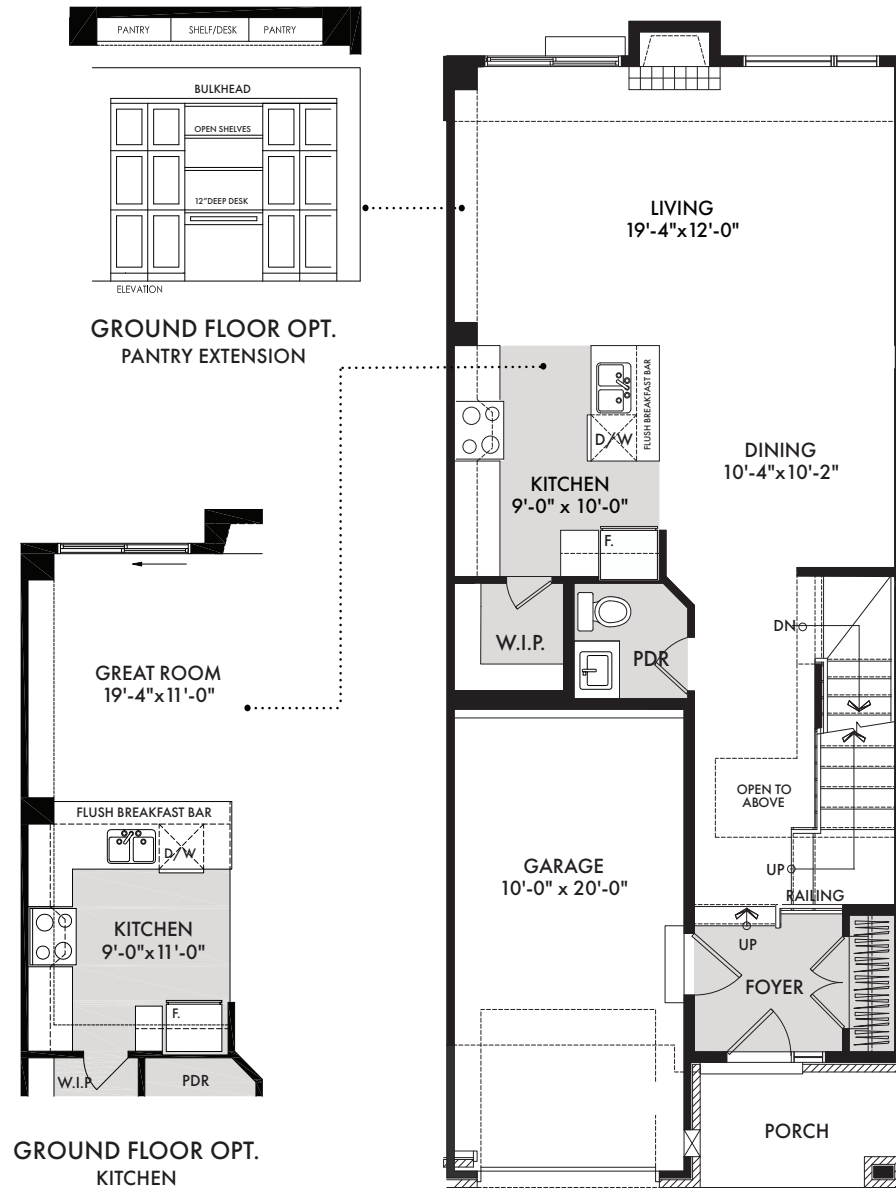 PANTRY
SHELF/DESK
PANTRY
BULKHEAD
OPEN SHELVES
12"DEEP DESK
ELEVATION
GROUND FLOOR OPT.
PANTRY EXTENSION
GREAT ROOM
19'-4"x11'-0"
FLUSH BREAKFAST BAR
D/W
KITCHEN
9'-0"x11'-0"
F.
W.I.P
PDR
GROUND FLOOR OPT.
KITCHEN
LIVING
19'-4"x12'-0"
FLUSH BREAKFAST BAR
D/W
DINING
10'-4"x10'-2"
KITCHEN
9'-0" x 10'-0"
F.
W.I.P.
PDR
DN
OPEN TO
ABOVE
GARAGE
10'-0" x 20'-0"
UP
RAILING
UP
FOYER
PORCH